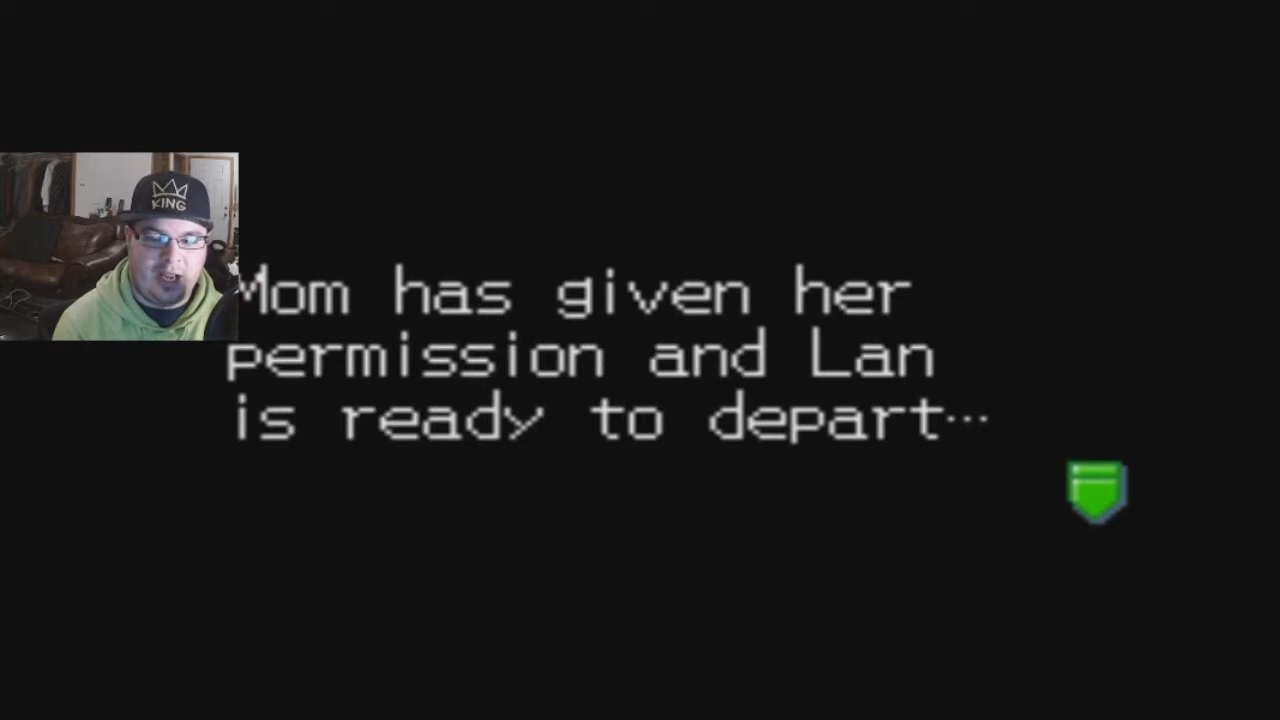 KING
Mom has given her
permission and Lan
is ready to depart…